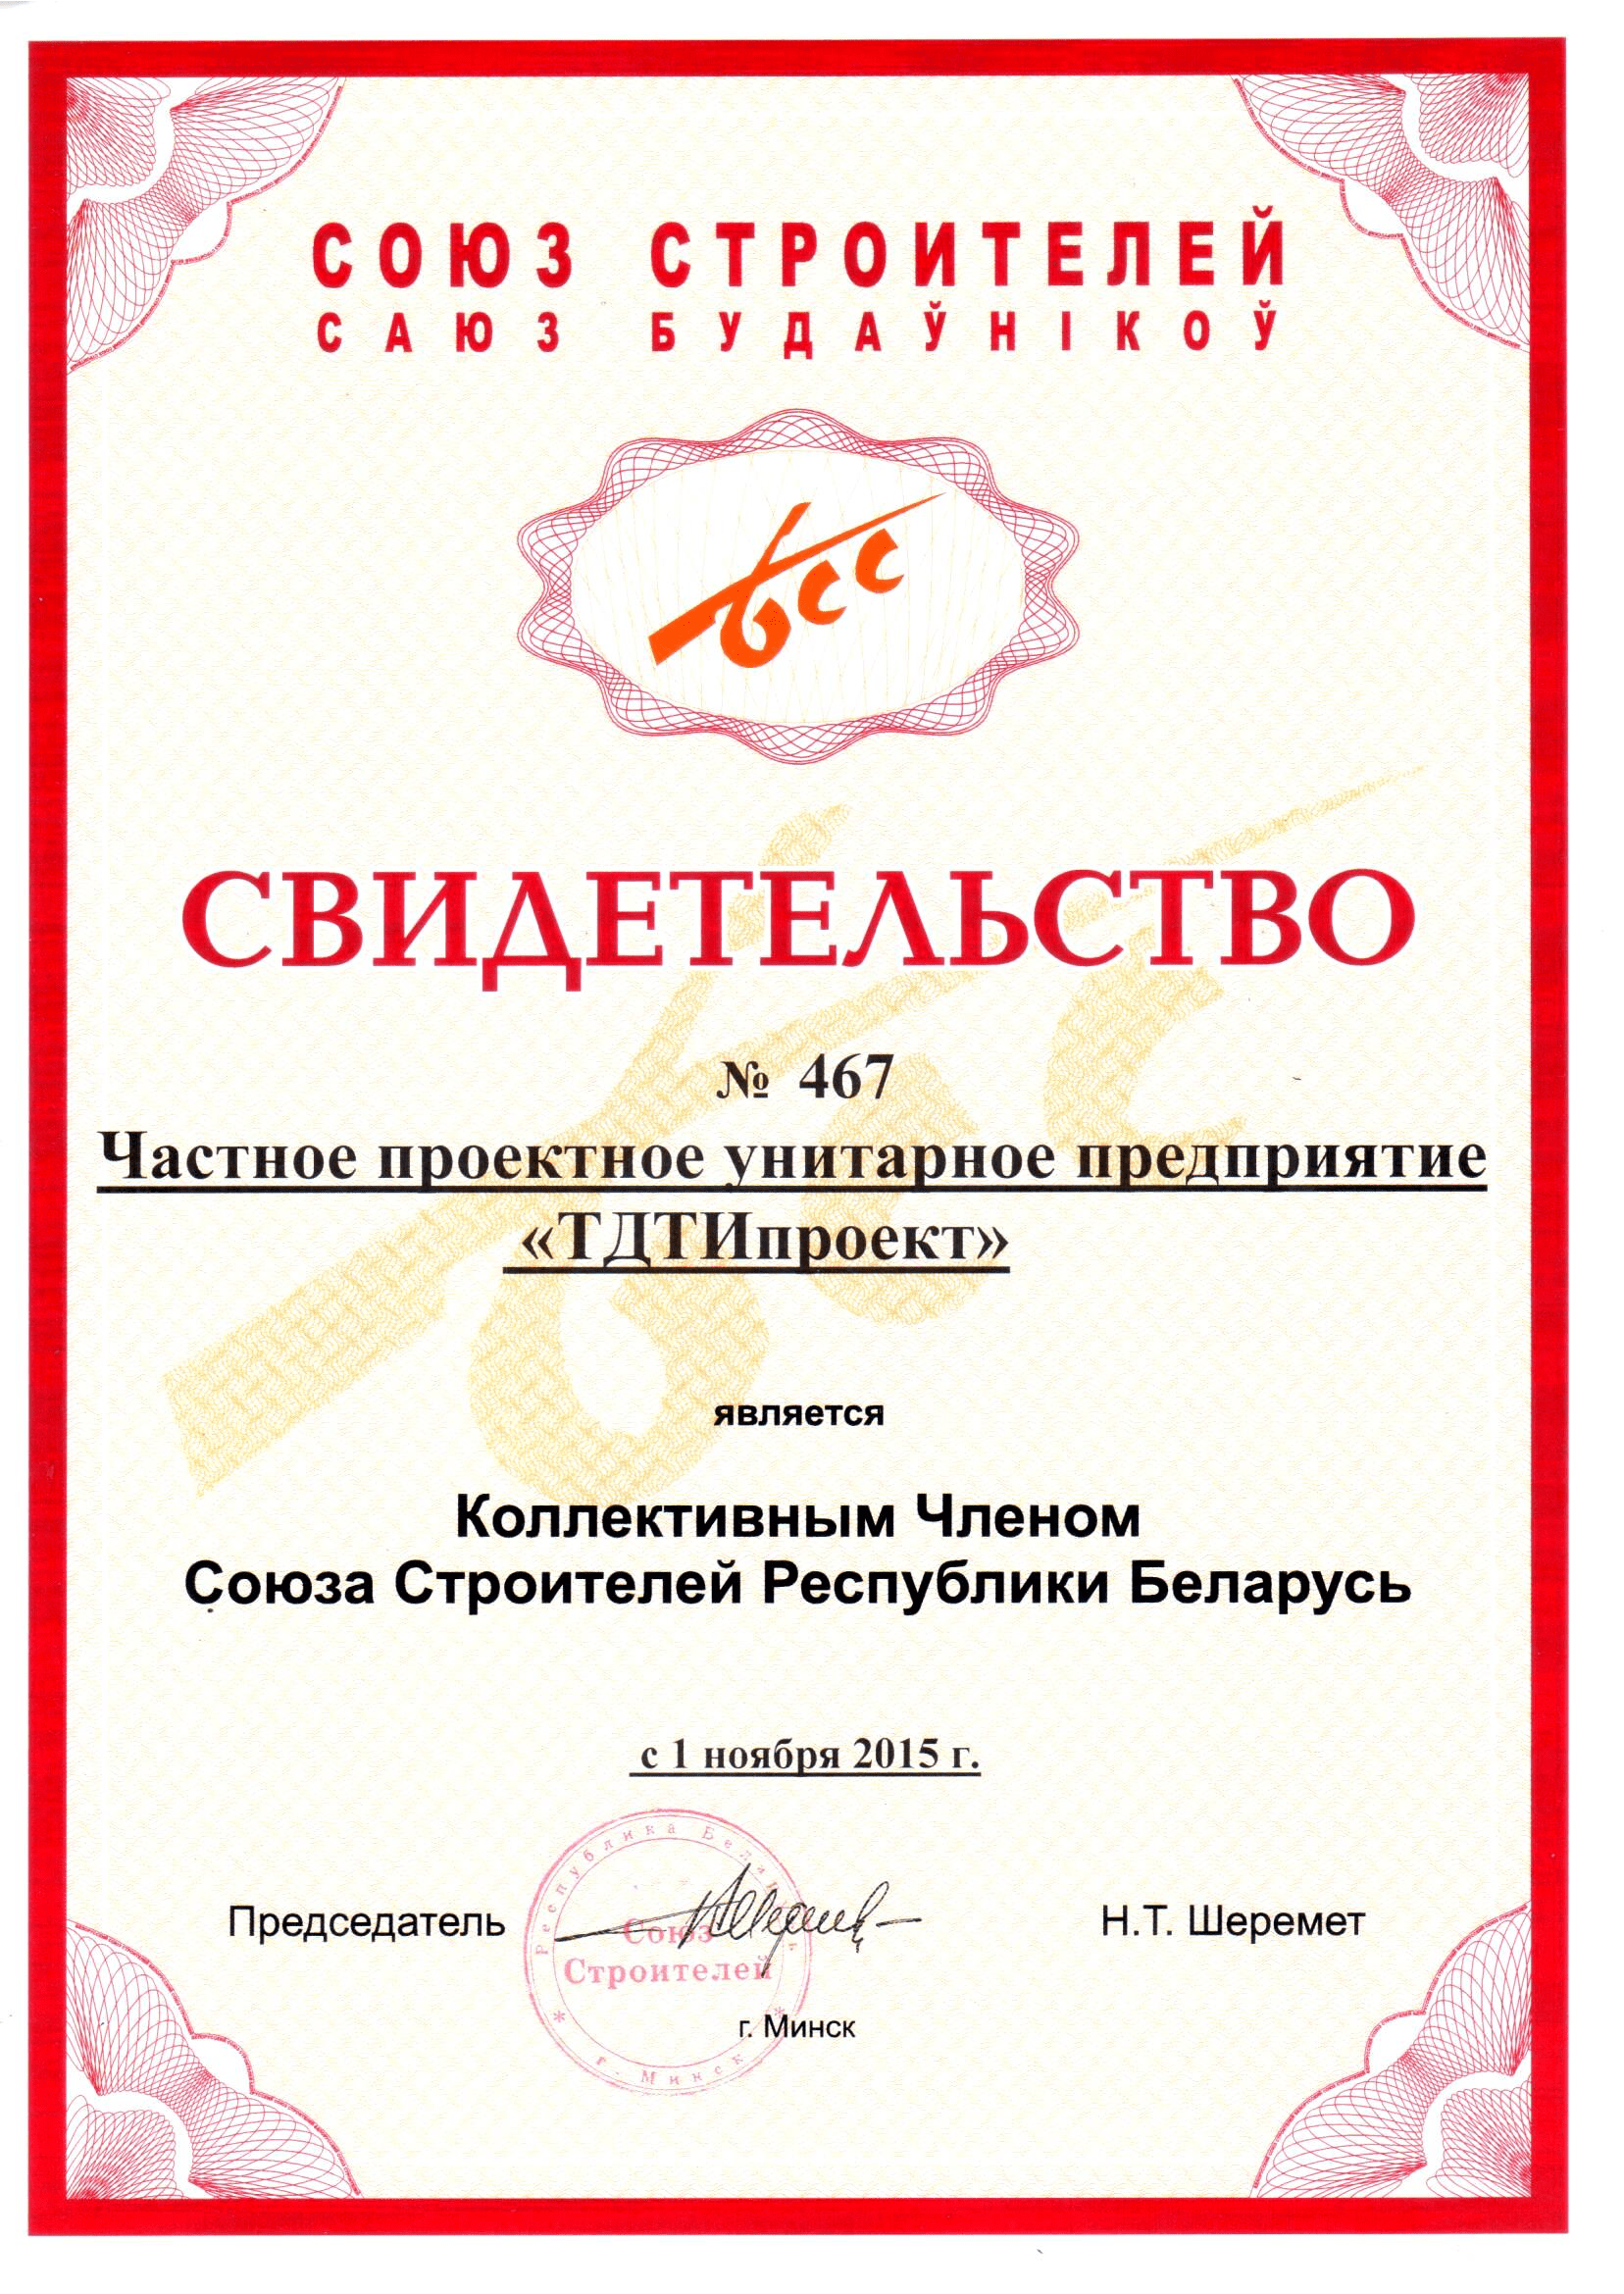 СОЮЗ СТРОИТЕЛЕЙ
САЮЗ БУДАЎНІКОЎ
бсс
СВИДЕТЕЛЬСТВО
№ 467
Частное проектное унитарное предприятие
«ТДТИпроект»
является
Коллективным Членом
Союза Строителей Республики Беларусь
с 1 ноября 2015 г.
Республика Беларусь
Председатель
Н.Т. Шеремет
Союз
Строителей
г. Минск
* г. Минск *